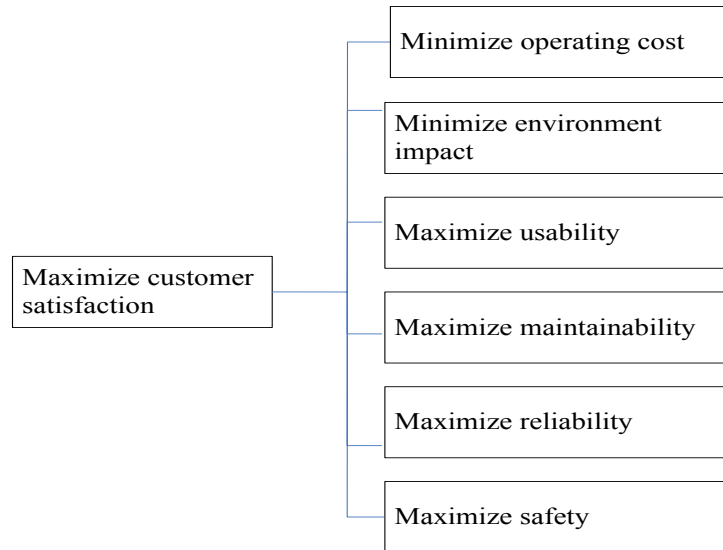 Minimize operating cost
Minimize environment
impact
Maximize usability
Maximize customer
satisfaction
Maximize maintainability
Maximize reliability
Maximize safety